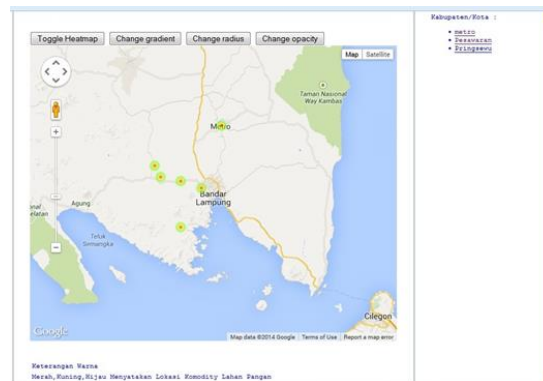 Kabupaten/Kota :
metro
Pesawaran
Pringsewu
Toggle Heatmap
Change gradient
Change radius
Change opacity
Map
Satellite
Taman Nasional
Way Kambas
Metro
Bandar
Lampung
Agung
Teluk
Semangka
Cilegon
Google
Map data ©2014 Google
Terms of Use
Report a map error
Keterangan Warna
Merah,Kuning,Hijau Menyatakan Lokasi Komodity Lahan Pangan